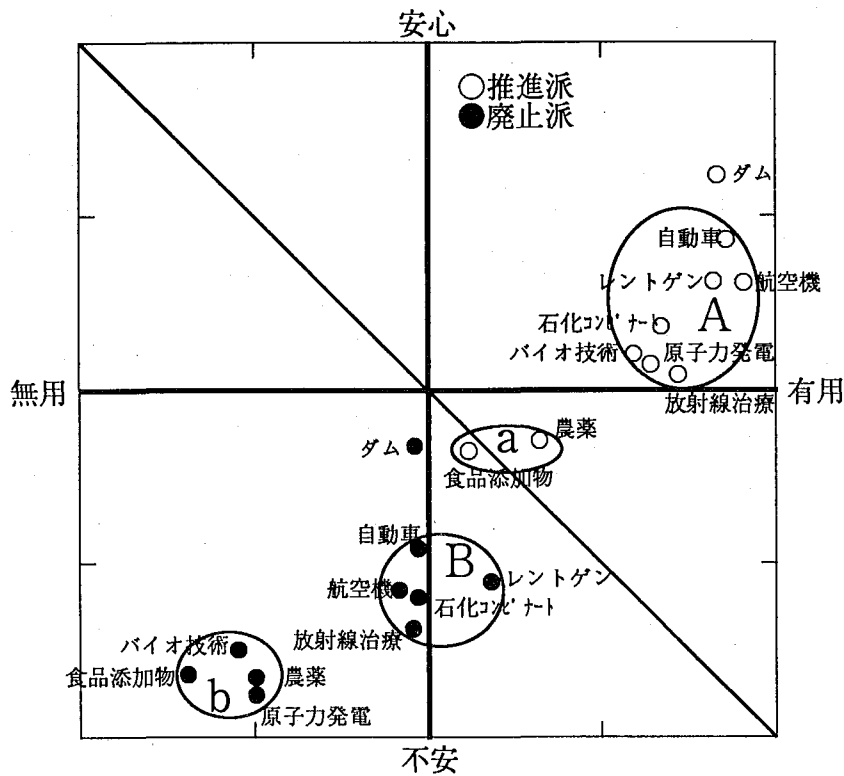 安心
○推進派
●廃止派
ダム
自動車
レントゲン
航空機
石化コンビナート
A
バイオ技術
原子力発電
無用
有用
放射線治療
農薬
a
ダム
食品添加物
自動車
B
レントゲン
航空機
石化コンビナート
放射線治療
バイオ技術
食品添加物
農薬
b
原子力発電
不安